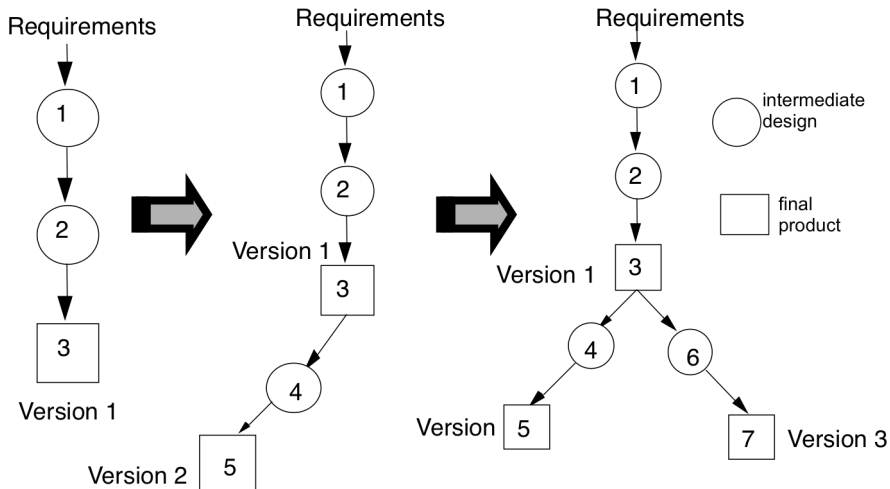 Requirements
1
2
3
Version 1
Requirements
1
2
Version 1
3
4
Version 2
5
Requirements
1
2
Version 1
3
4
6
Version
5
7
Version 3
intermediate
design
final
product